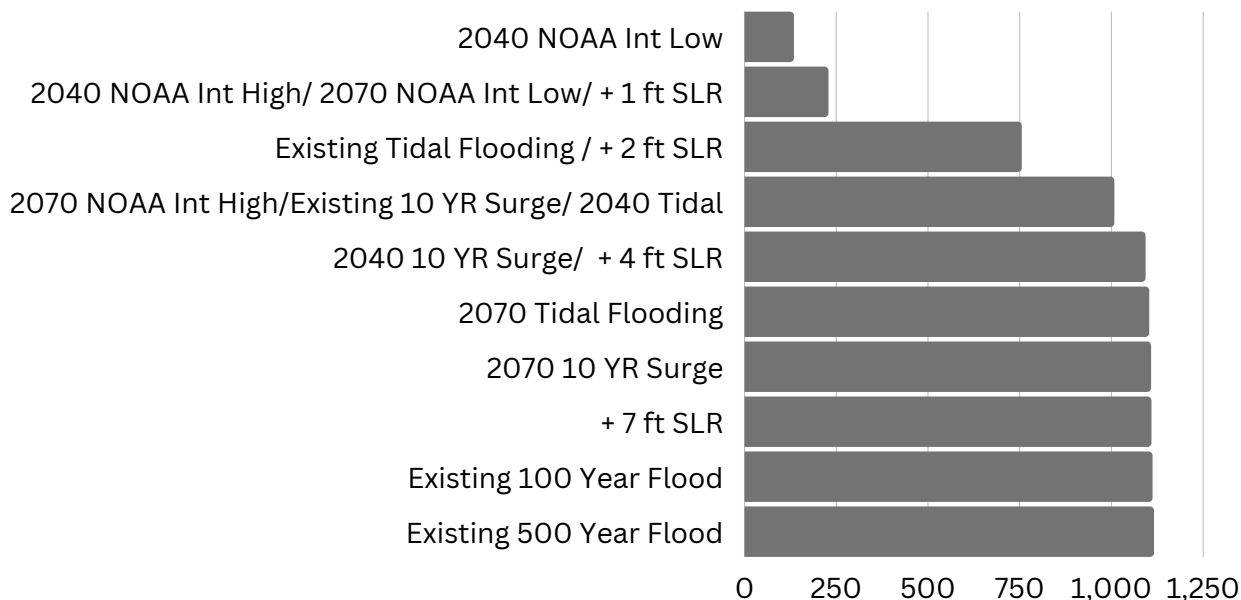 2040 NOAA Int Low
2040 NOAA Int High/ 2070 NOAA Int Low/ + 1 ft SLR
Existing Tidal Flooding / + 2 ft SLR
2070 NOAA Int High/Existing 10 YR Surge/ 2040 Tidal
2040 10 YR Surge/  + 4 ft SLR
2070 Tidal Flooding
2070 10 YR Surge
+ 7 ft SLR
Existing 100 Year Flood
Existing 500 Year Flood
0 250 500 750 1,000 1,250